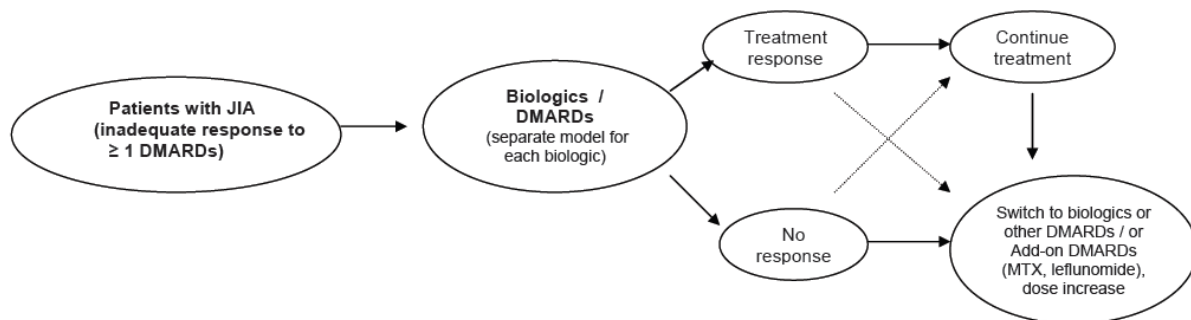 Patients with JIA
(inadequate response to
≥ 1 DMARDs)
Biologics /
DMARDs
(separate model for
each biologic)
Treatment
response
Continue
treatment
No
response
Switch to biologics or
other DMARDs / or
Add-on DMARDs
(MTX, leflunomide),
dose increase